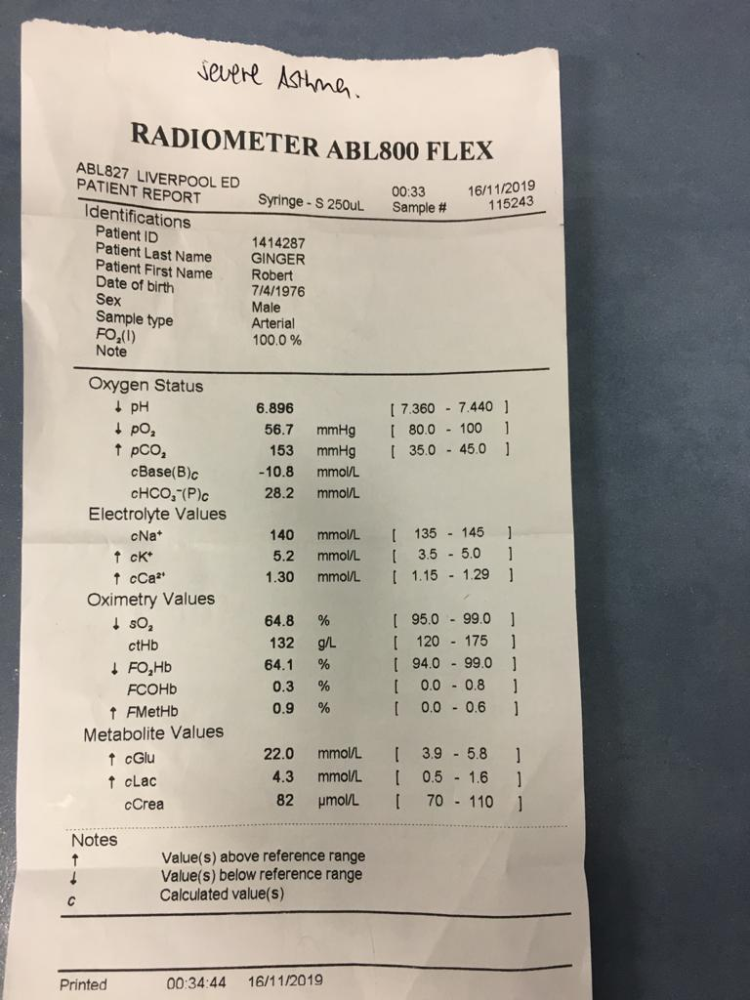 severe Asthma.
RADIOMETER ABL800 FLEX
ABL827 LIVERPOOL ED 00:33 16/11/2019
PATIENT REPORT Syringe - S 250uL Sample # 115243
Identifications
Patient ID 1414287
Patient Last Name GINGER
Patient First Name Robert
Date of birth 7/4/1976
Sex Male
Sample type Arterial
FO₂(I) 100.0 %
Note
Oxygen Status
↓ pH 6.896 [ 7.360 - 7.440 ]
↓ pO₂ 56.7 mmHg [ 80.0 - 100 ]
↑ pCO₂ 153 mmHg [ 35.0 - 45.0 ]
cBase(B)c -10.8 mmol/L
cHCO₃⁻(P)c 28.2 mmol/L
Electrolyte Values
cNa⁺ 140 mmol/L [ 135 - 145 ]
↑ cK⁺ 5.2 mmol/L [ 3.5 - 5.0 ]
↑ cCa²⁺ 1.30 mmol/L [ 1.15 - 1.29 ]
Oximetry Values
↓ sO₂ 64.8 % [ 95.0 - 99.0 ]
ctHb 132 g/L [ 120 - 175 ]
↓ FO₂Hb 64.1 % [ 94.0 - 99.0 ]
FCOHb 0.3 % [ 0.0 - 0.8 ]
↑ FMetHb 0.9 % [ 0.0 - 0.6 ]
Metabolite Values
↑ cGlu 22.0 mmol/L [ 3.9 - 5.8 ]
↑ cLac 4.3 mmol/L [ 0.5 - 1.6 ]
cCrea 82 µmol/L [ 70 - 110 ]
Notes
↑ Value(s) above reference range
↓ Value(s) below reference range
c Calculated value(s)
Printed 00:34:44 16/11/2019